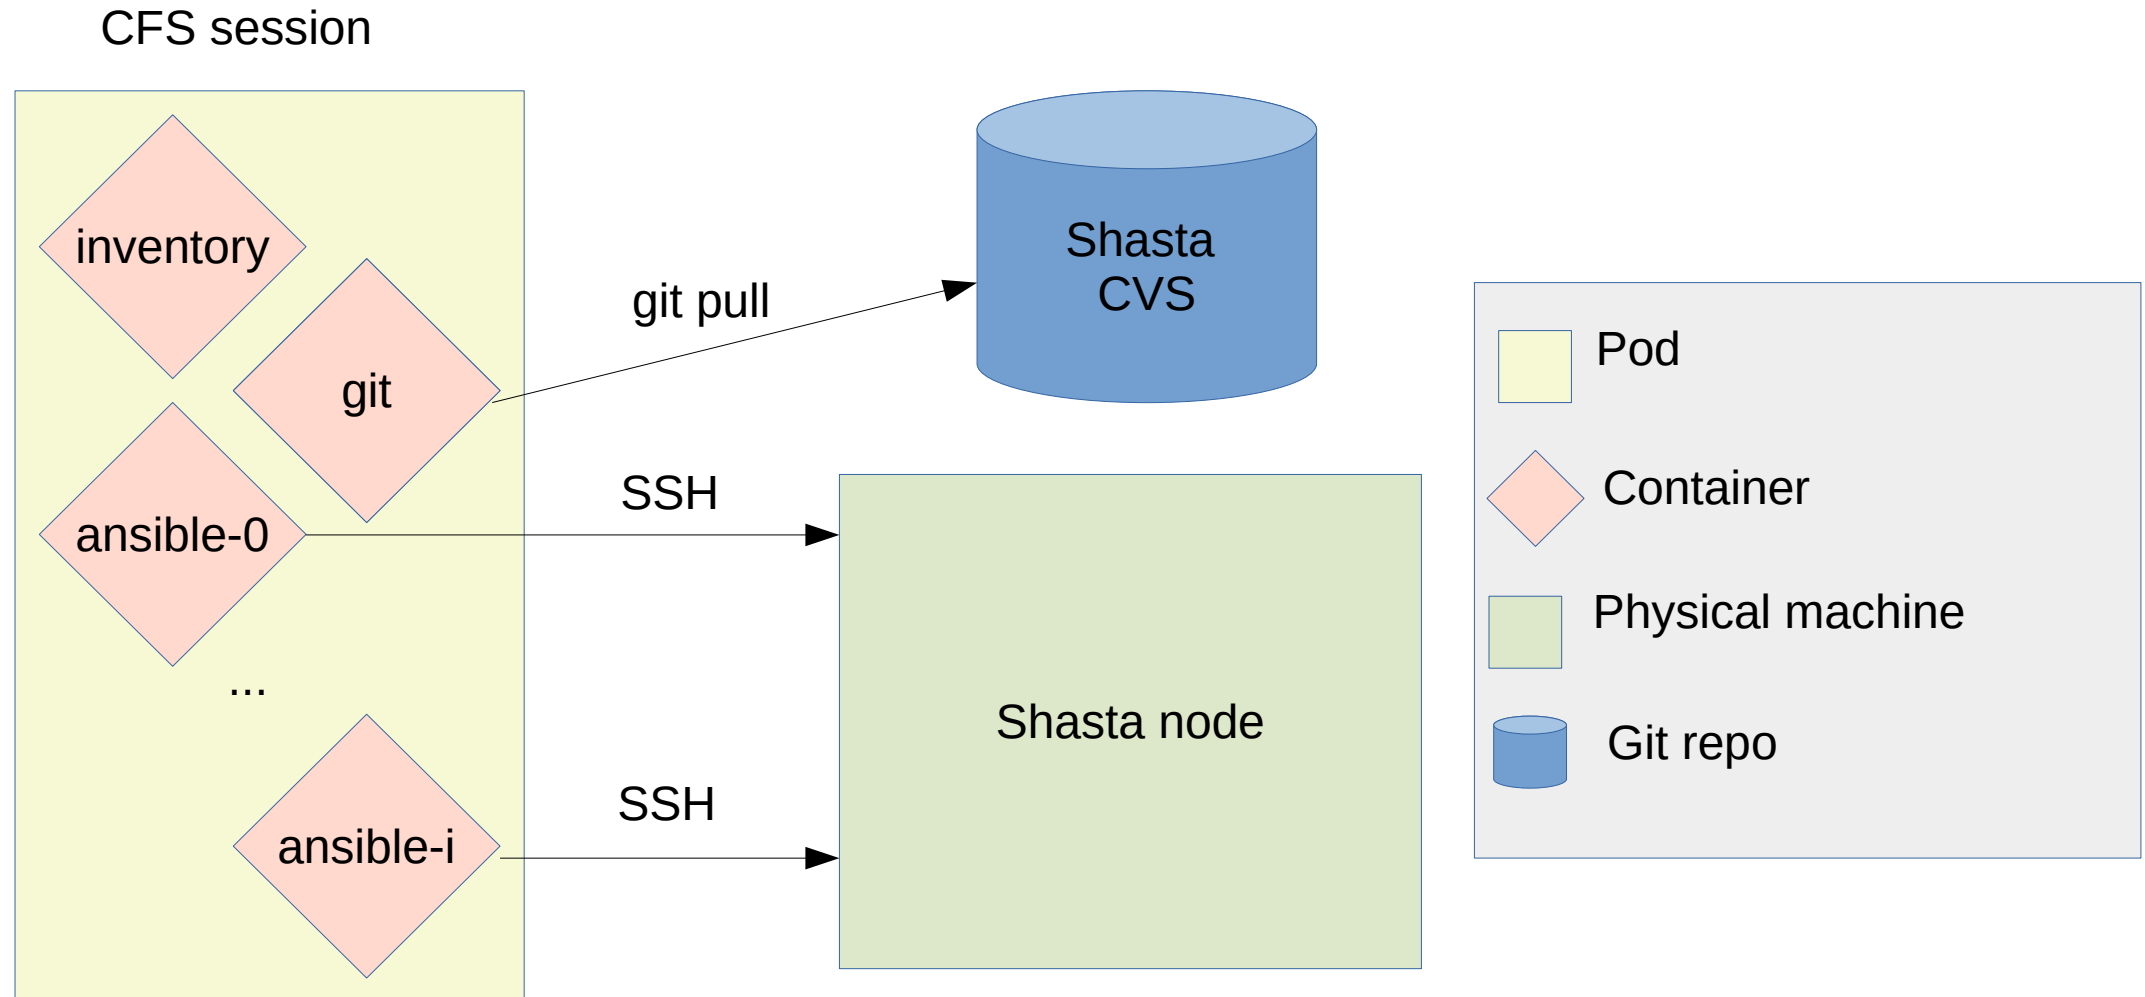 CFS session
inventory
git
ansible-0
...
ansible-i
git pull
SSH
SSH
Shasta
CVS
Shasta node
Pod
Container
Physical machine
Git repo